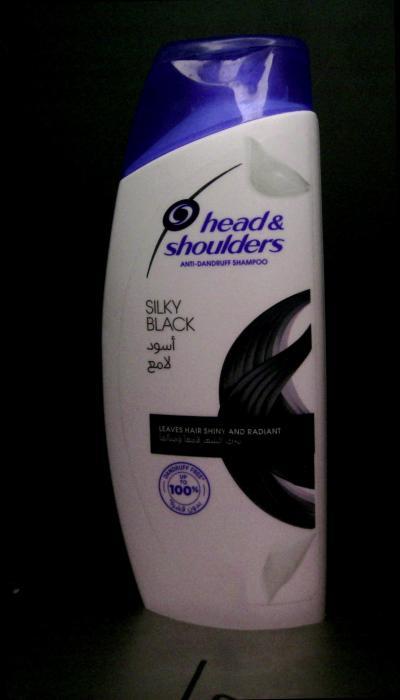 head &
shoulders
ANTI-DANDRUFF SHAMPOO
SILKY
BLACK
أسود
لامع
LEAVES HAIR SHINY AND RADIANT
DANDRUFF FREE*
UP
TO
100%